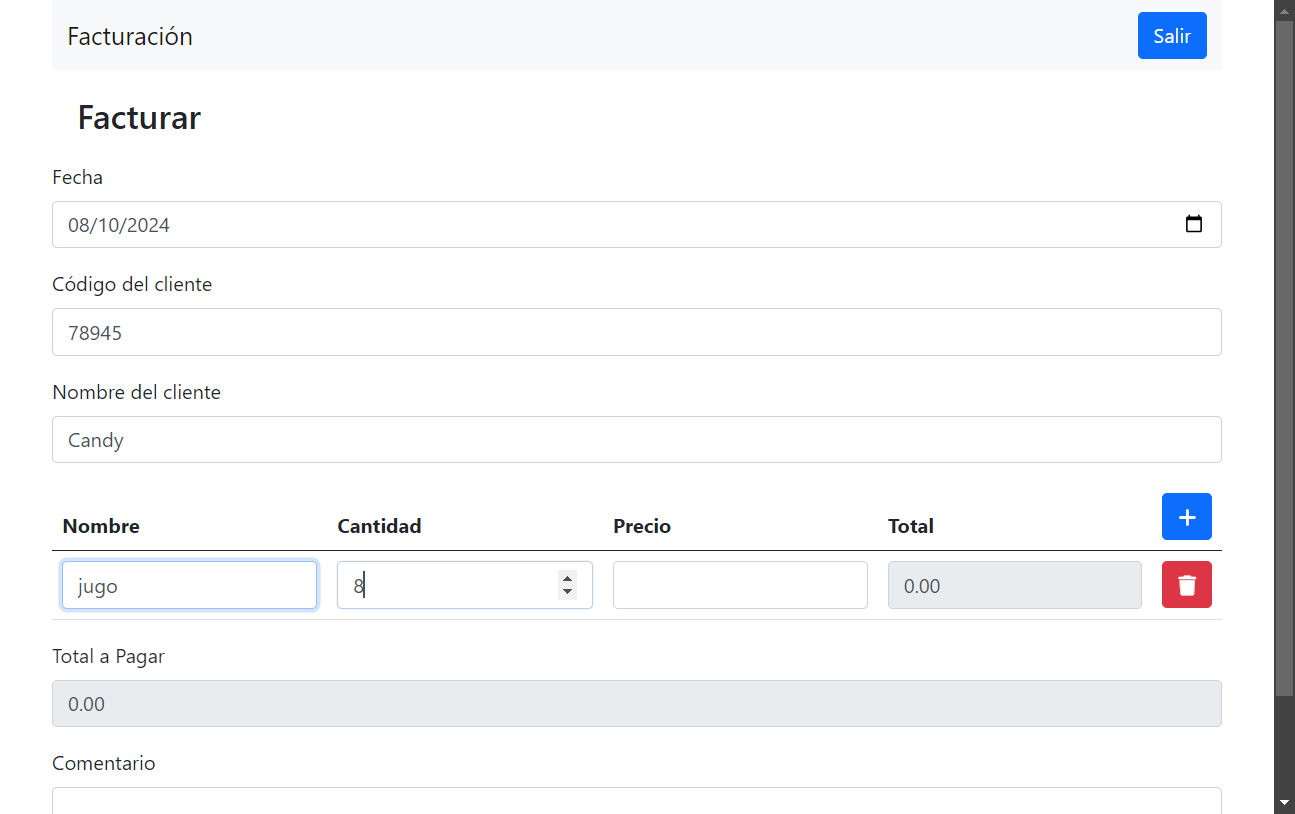 Facturación
Salir
Facturar
Fecha
08/10/2024
Código del cliente
78945
Nombre del cliente
Candy
Nombre Cantidad Precio Total +
jugo 8 0.00
Total a Pagar
0.00
Comentario